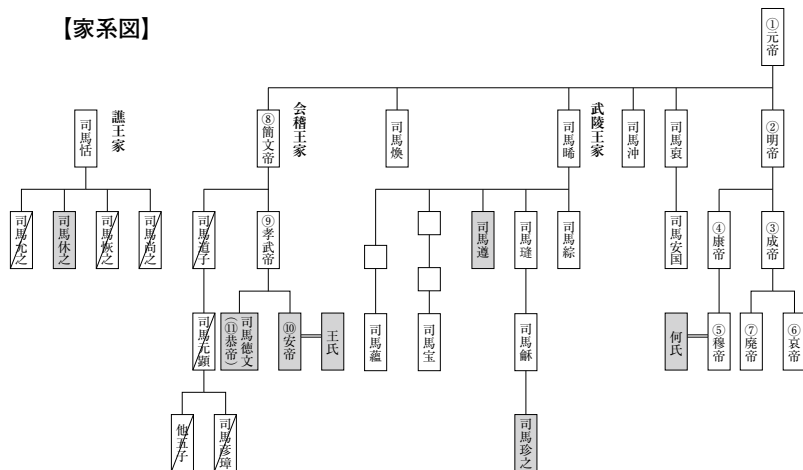 【家系図】
①元帝
②明帝
司馬裒
司馬沖
武陵王家
司馬晞
司馬煥
会稽王家
⑧簡文帝
譙王家
司馬恬
③成帝
④康帝
司馬安国
司馬綜
司馬㻱
司馬遵
⑨孝武帝
司馬道子
司馬尚之
司馬恢之
司馬休之
司馬允之
⑥哀帝
⑦廃帝
⑤穆帝
何氏
司馬龢
司馬宝
司馬蘊
王氏
⑩安帝
司馬徳文
（⑪恭帝）
司馬元顕
司馬珍之
司馬彦璋
他五子